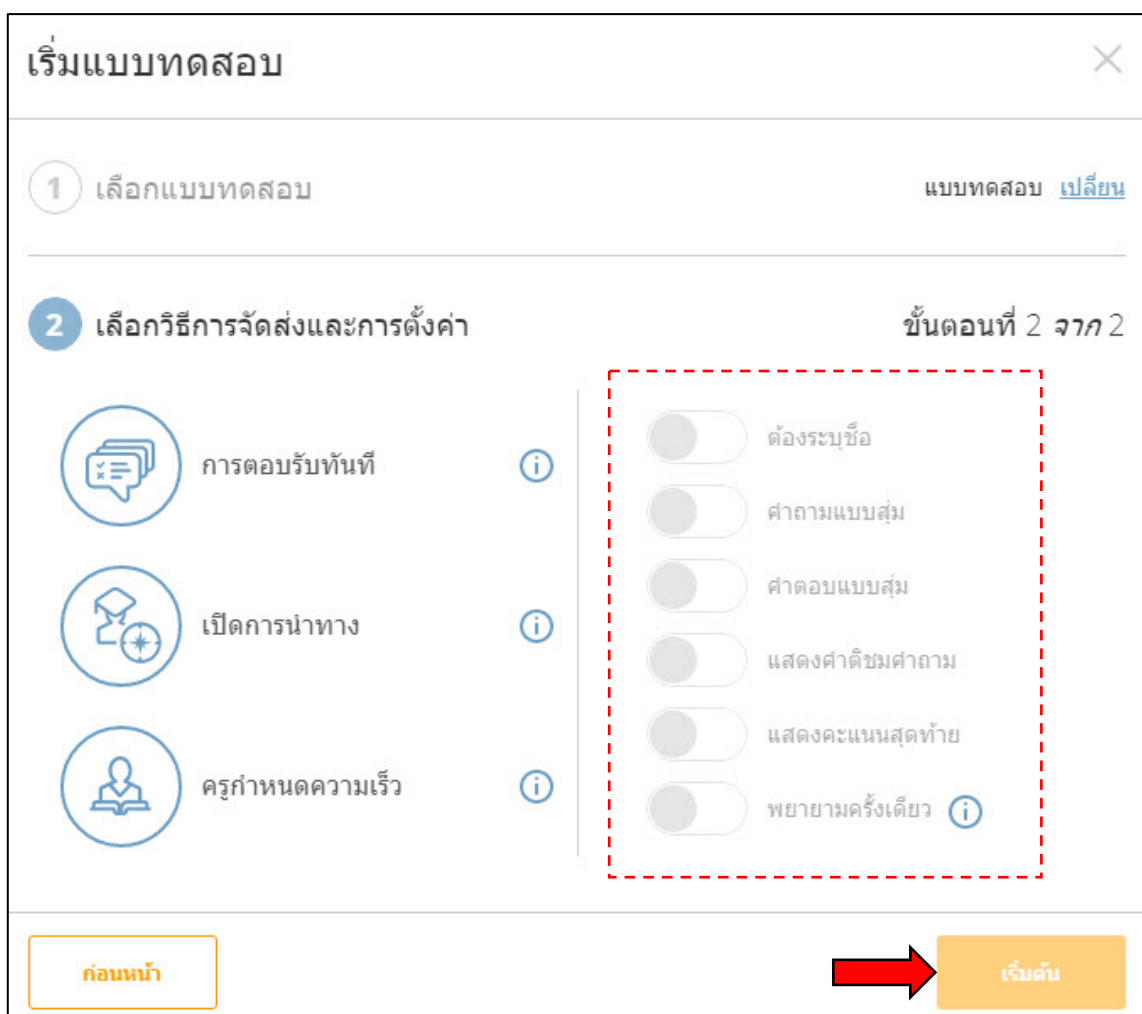 เริ่มแบบทดสอบ
1 เลือกแบบทดสอบ
แบบทดสอบ เปลี่ยน
2 เลือกวิธีการจัดส่งและการตั้งค่า
ขั้นตอนที่ 2 จาก 2
การตอบรับทันที
เปิดการนำทาง
ครูกำหนดความเร็ว
ต้องระบุชื่อ
คำถามแบบสุ่ม
คำตอบแบบสุ่ม
แสดงคำติชมคำถาม
แสดงคะแนนสุดท้าย
พยายามครั้งเดียว
ก่อนหน้า
เริ่มต้น